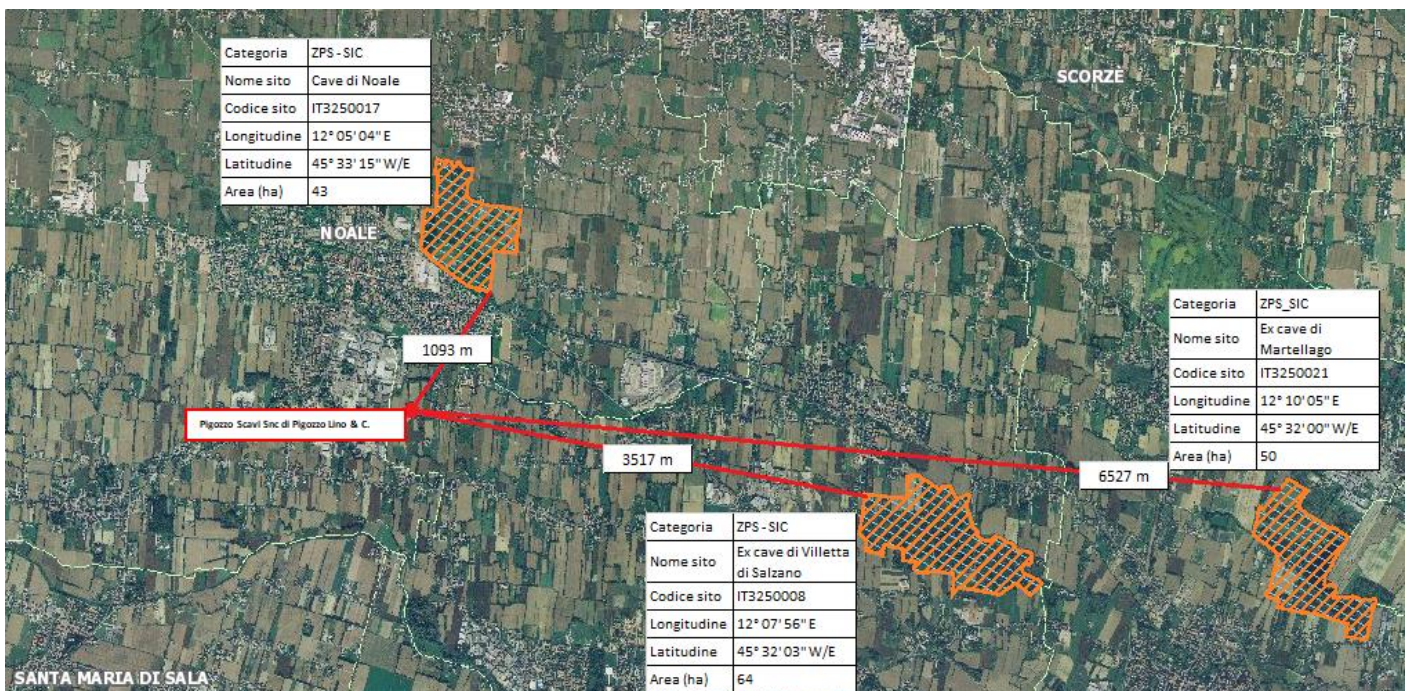 Categoria ZPS - SIC
Nome sito Cave di Noale
Codice sito IT3250017
Longitudine 12° 05' 04" E
Latitudine 45° 33' 15" W/E
Area (ha) 43
NOALE
SCORZE
1093 m
Pigozzo Scavi Snc di Pigozzo Lino & C.
3517 m
6527 m
Categoria ZPS_SIC
Nome sito Ex cave di
Martellago
Codice sito IT3250021
Longitudine 12° 10' 05" E
Latitudine 45° 32' 00" W/E
Area (ha) 50
Categoria ZPS - SIC
Nome sito Ex cave di Villetta
di Salzano
Codice sito IT3250008
Longitudine 12° 07' 56" E
Latitudine 45° 32' 03" W/E
Area (ha) 64
SANTA MARIA DI SALA